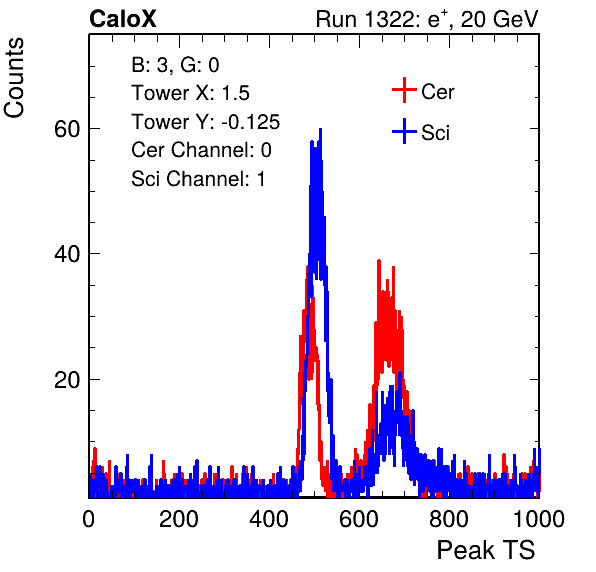 CaloX Run 1322: e⁺, 20 GeV
Counts
B: 3, G: 0
Tower X: 1.5
Tower Y: -0.125
Cer Channel: 0
Sci Channel: 1
Cer
Sci
60
40
20
0 200 400 600 800 1000
Peak TS